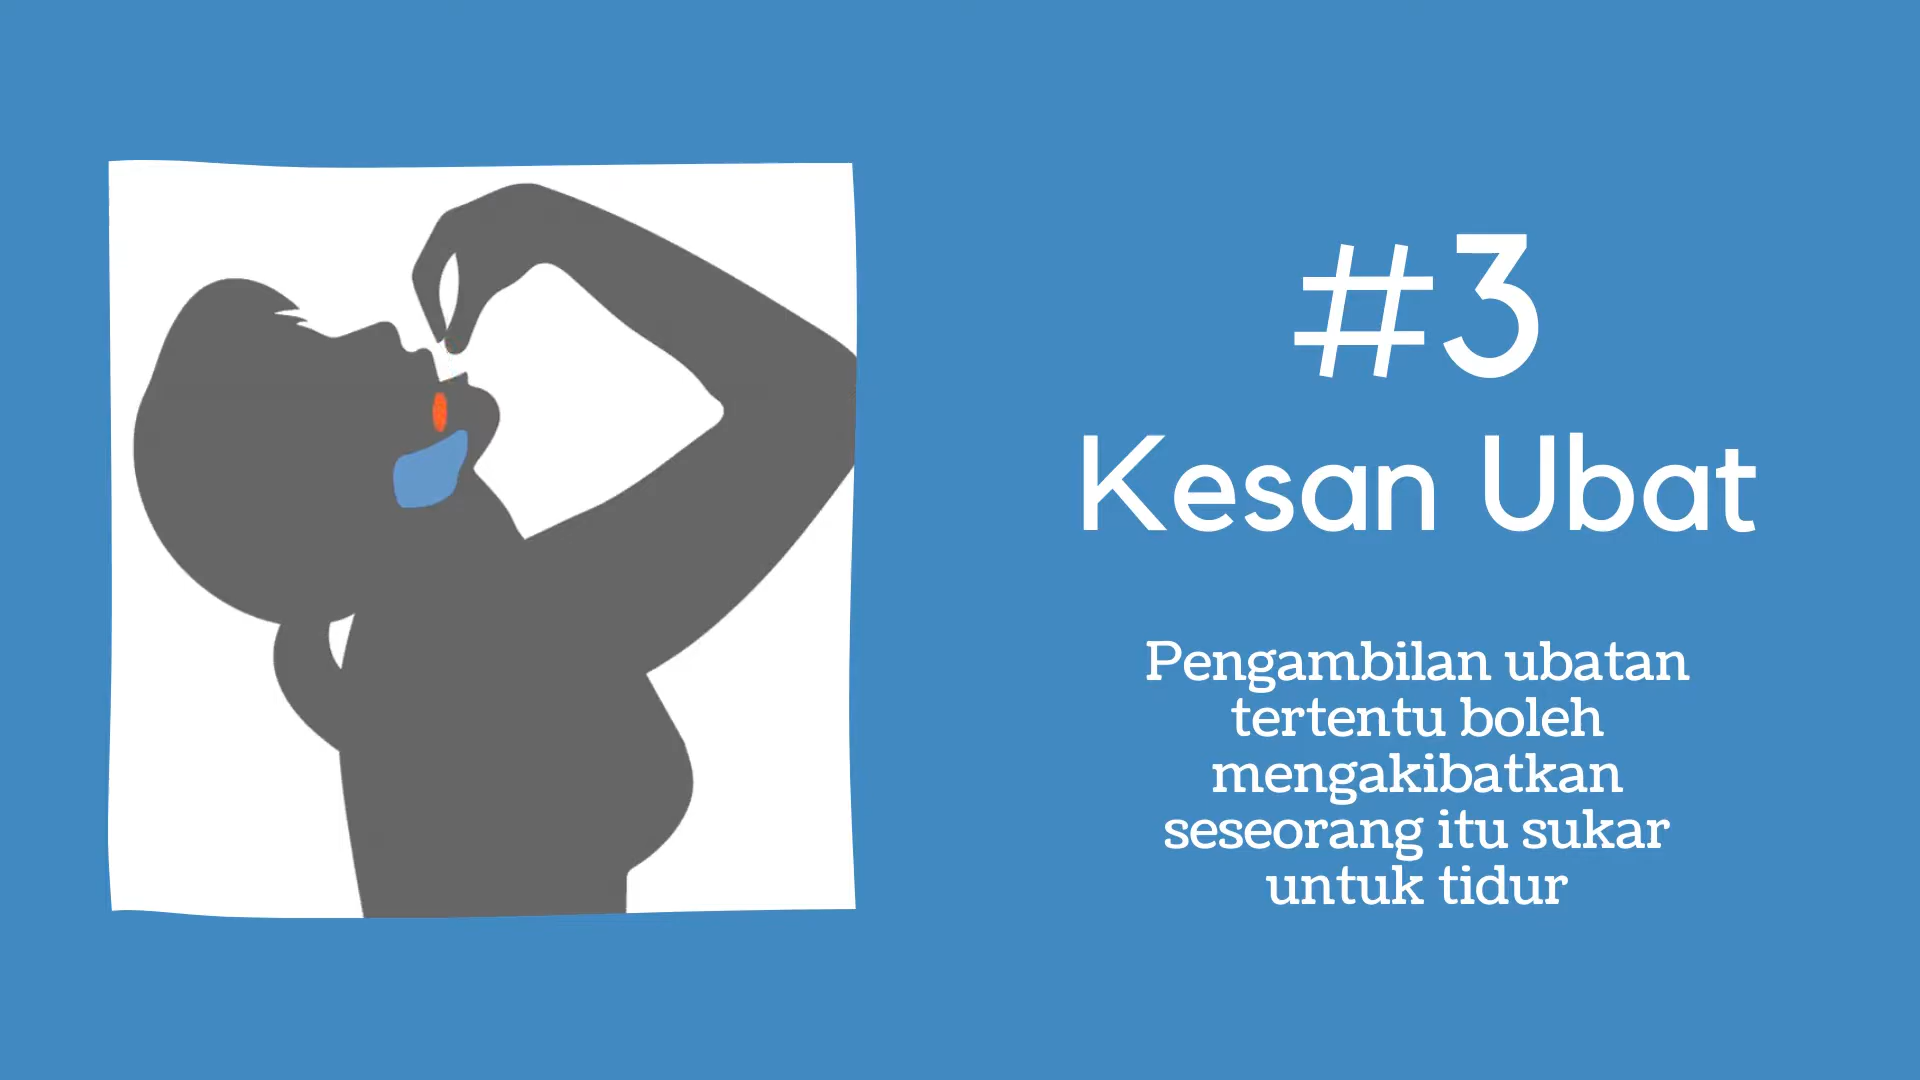 #3
Kesan Ubat
Pengambilan ubatan
tertentu boleh
mengakibatkan
seseorang itu sukar
untuk tidur